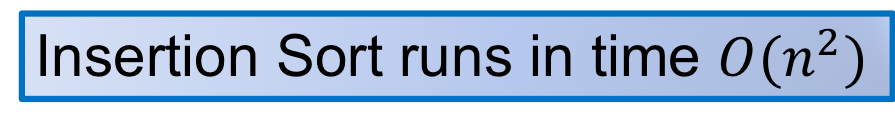 Insertion Sort runs in time 𝑂(𝑛²)